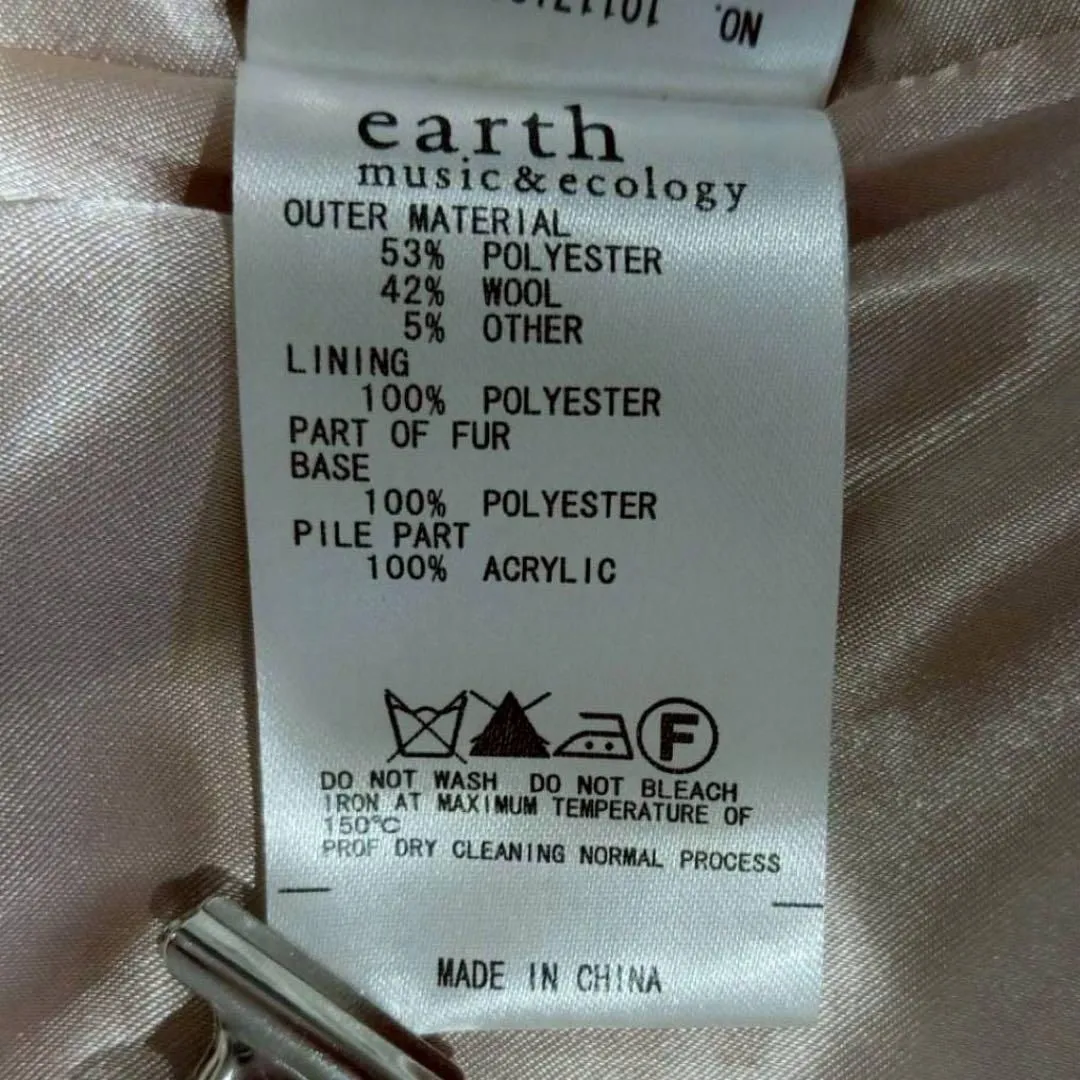 NO.
earth
music & ecology
OUTER MATERIAL
53% POLYESTER
42% WOOL
5% OTHER
LINING
100% POLYESTER
PART OF FUR
BASE
100% POLYESTER
PILE PART
100% ACRYLIC
F
DO NOT WASH DO NOT BLEACH
IRON AT MAXIMUM TEMPERATURE OF
150°C
PROF DRY CLEANING NORMAL PROCESS
MADE IN CHINA